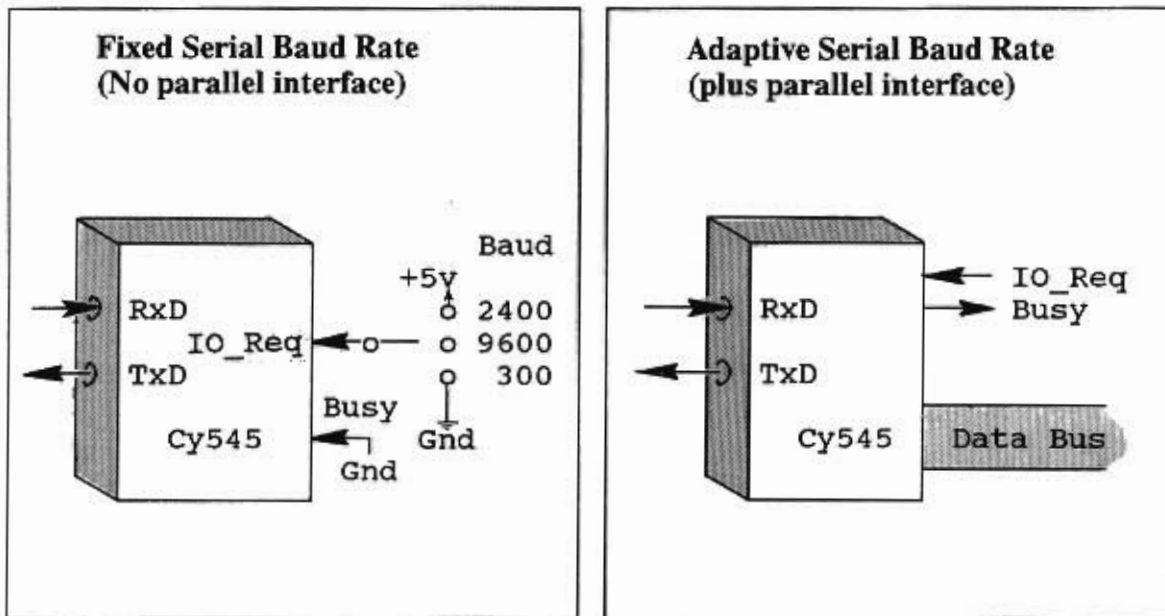 Fixed Serial Baud Rate
(No parallel interface)
Baud
+5v
RxD
2400
IO_Req
9600
TxD
300
Busy
Cy545
Gnd
Gnd
Adaptive Serial Baud Rate
(plus parallel interface)
IO_Req
RxD
Busy
TxD
Cy545
Data Bus